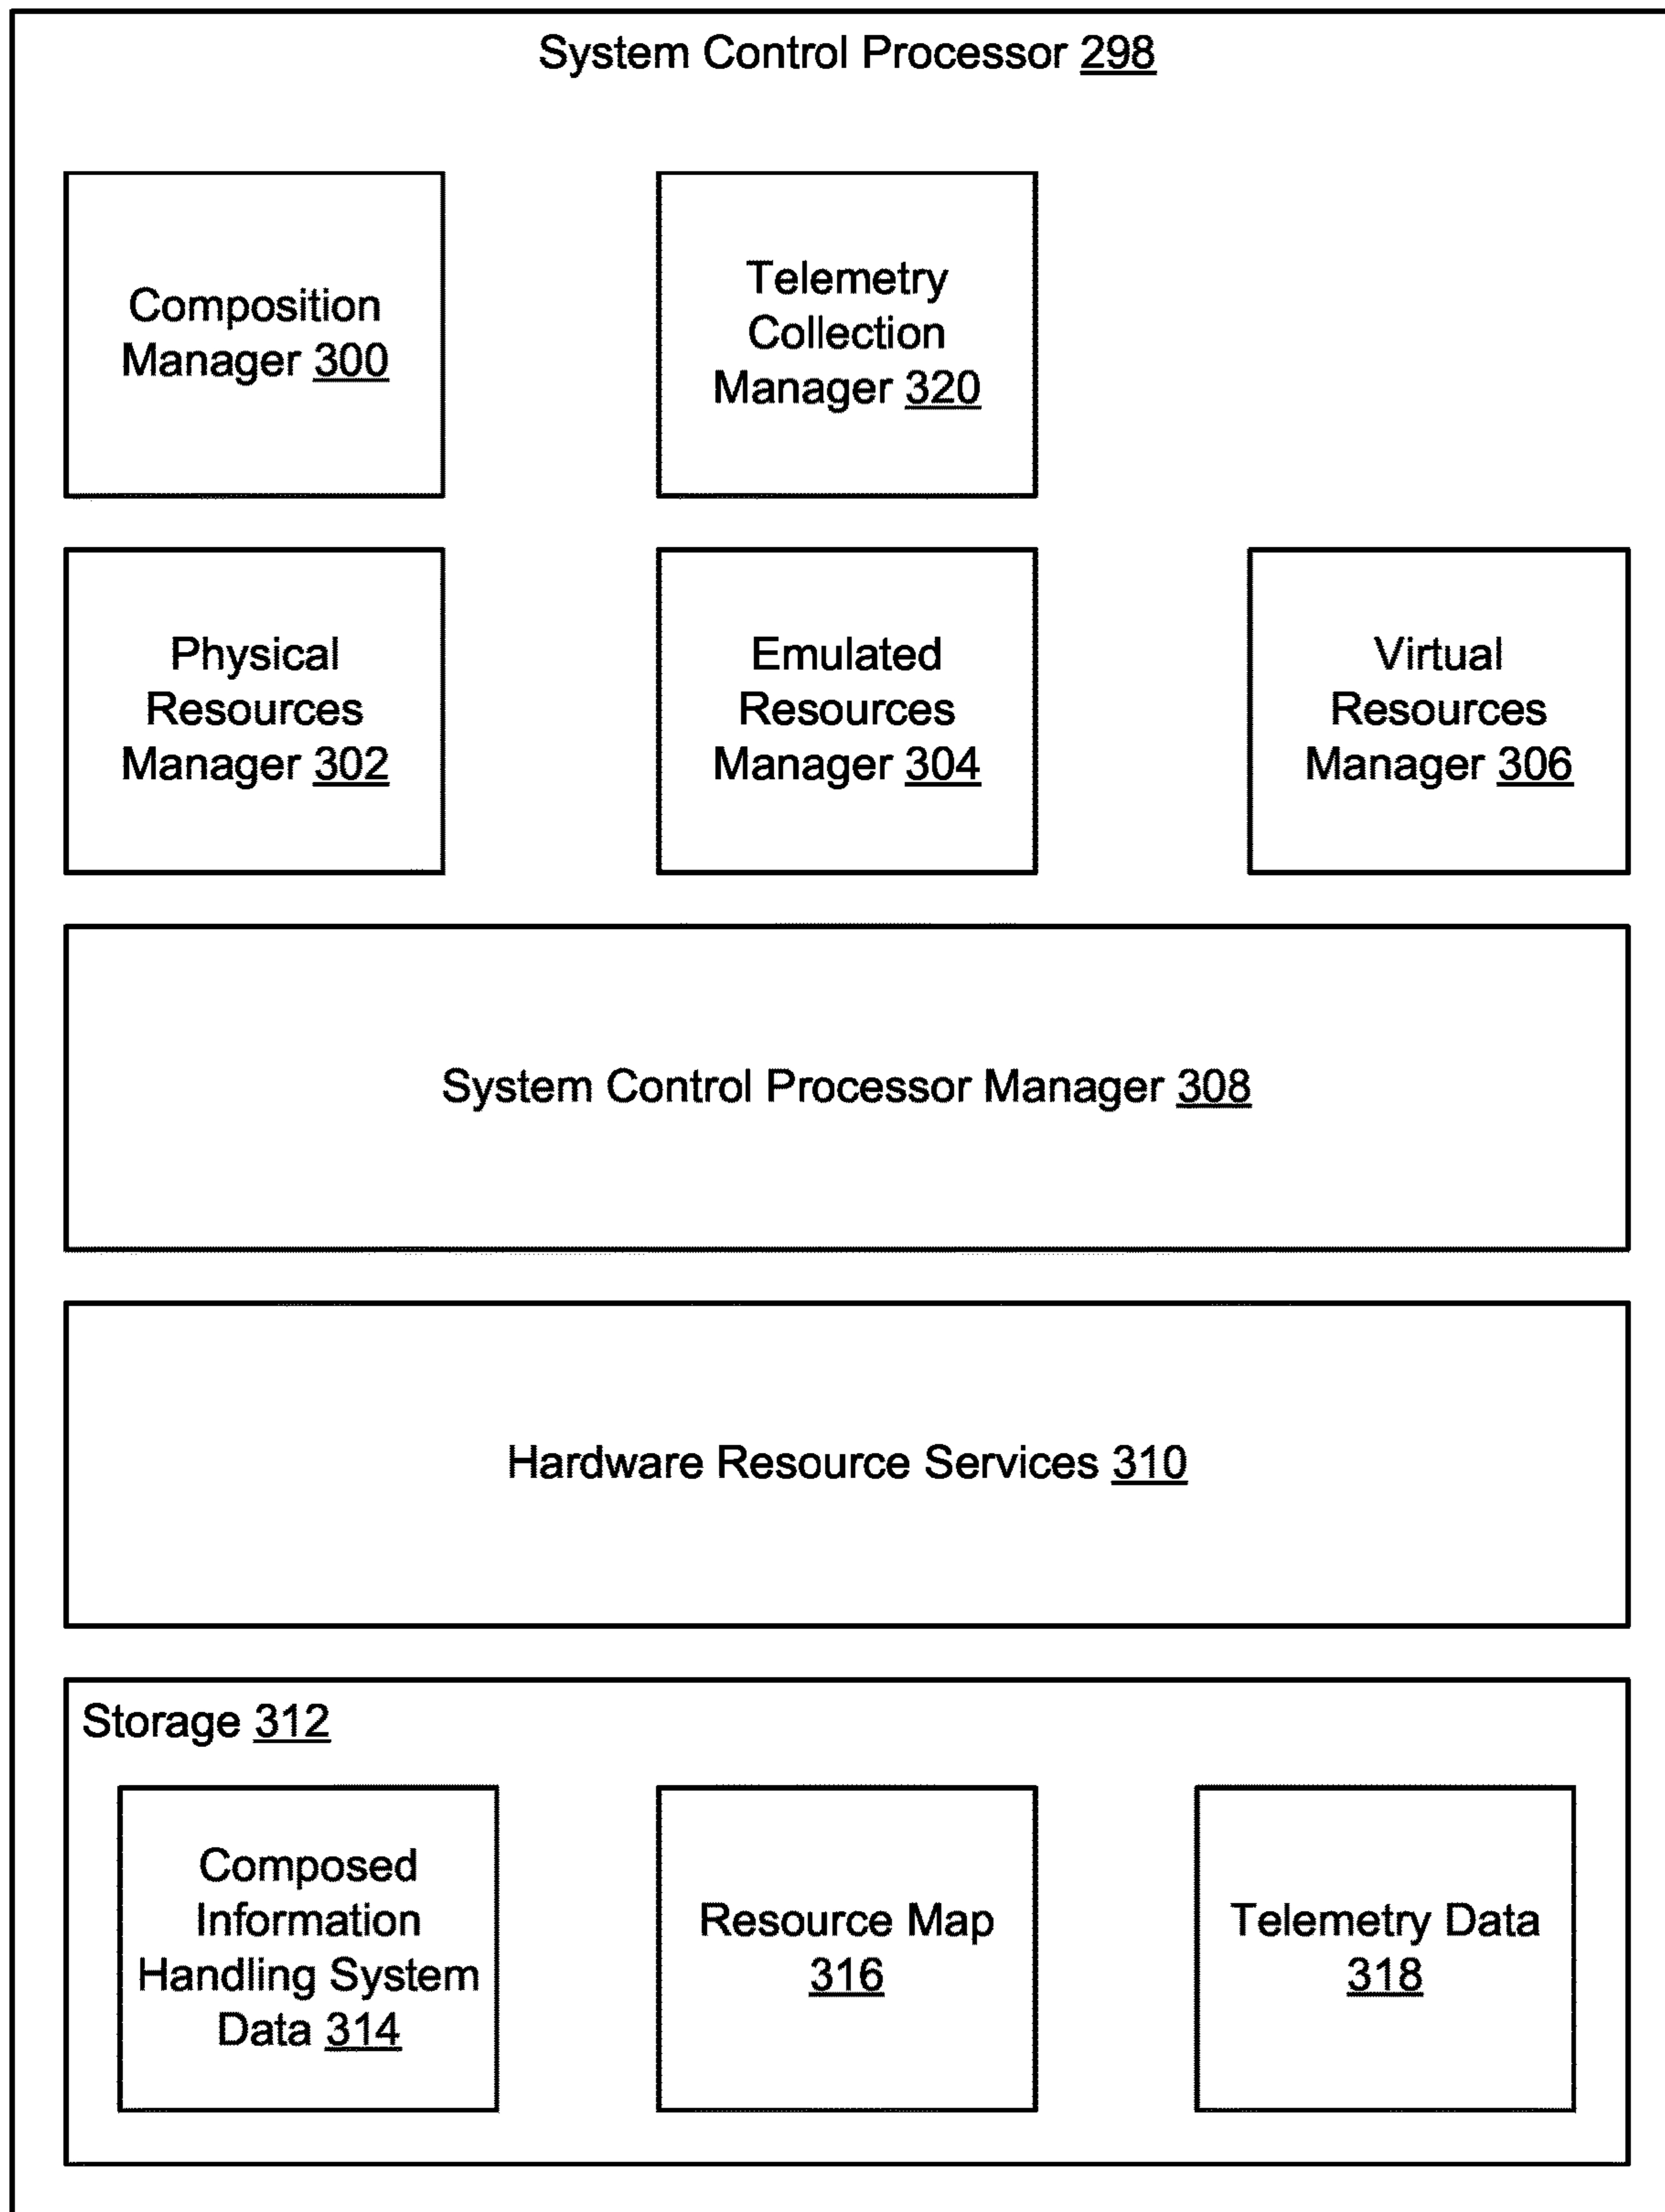 System Control Processor 298
Composition
Manager 300
Telemetry
Collection
Manager 320
Physical
Resources
Manager 302
Emulated
Resources
Manager 304
Virtual
Resources
Manager 306
System Control Processor Manager 308
Hardware Resource Services 310
Storage 312
Composed
Information
Handling System
Data 314
Resource Map
316
Telemetry Data
318